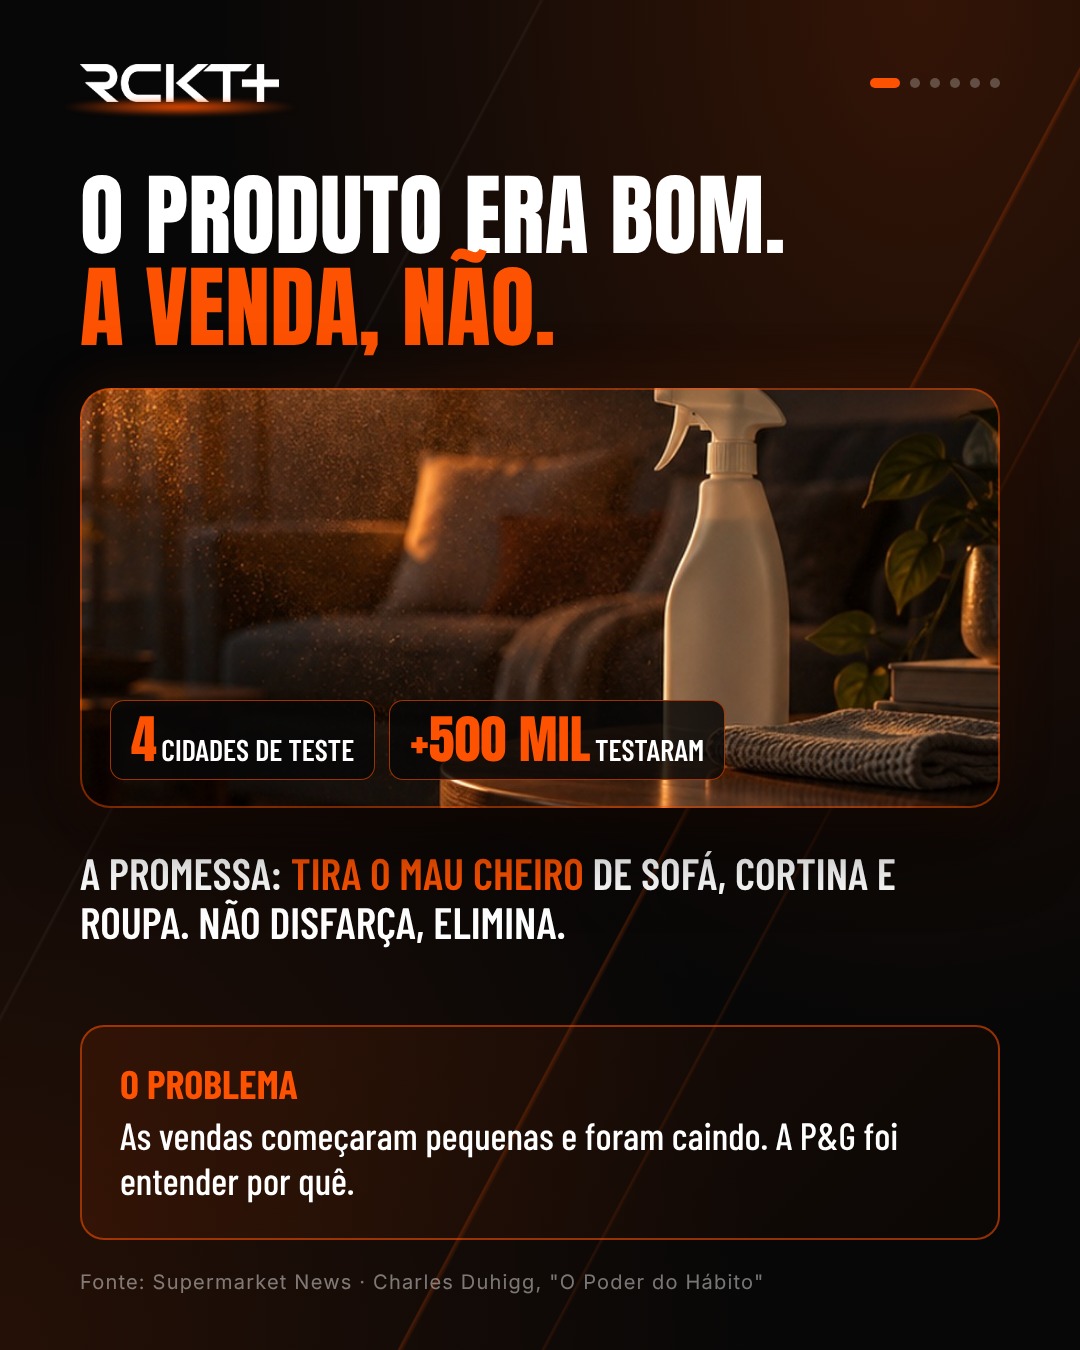 RCKT+
O PRODUTO ERA BOM.
A VENDA, NÃO.
4 CIDADES DE TESTE
+500 MIL TESTARAM
A PROMESSA: TIRA O MAU CHEIRO DE SOFÁ, CORTINA E
ROUPA. NÃO DISFARÇA, ELIMINA.
O PROBLEMA
As vendas começaram pequenas e foram caindo. A P&G foi
entender por quê.
Fonte: Supermarket News · Charles Duhigg, "O Poder do Hábito"